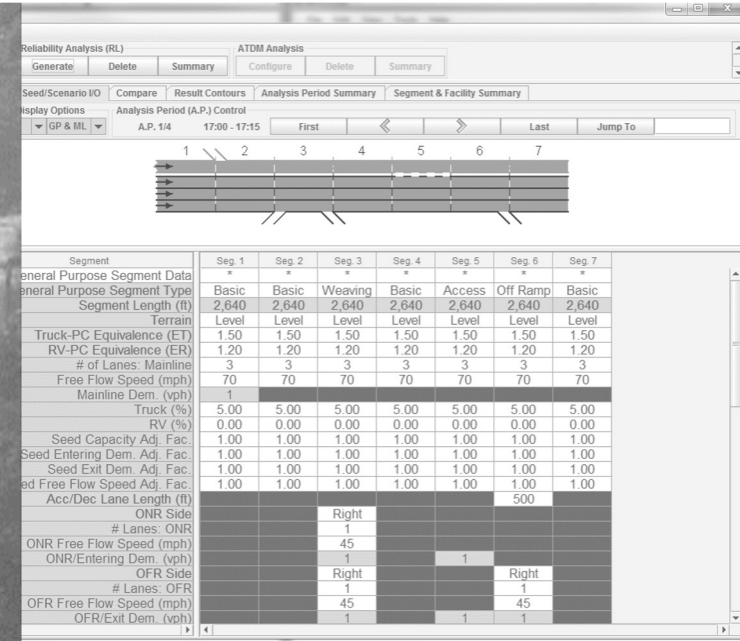 Reliability Analysis (RL)
ATDM Analysis
Generate Delete Summary Configure Delete Summary
Seed/Scenario I/O Compare Result Contours Analysis Period Summary Segment & Facility Summary
isplay Options Analysis Period (A.P.) Control
GP & ML A.P. 1/4 17:00 - 17:15 First Last Jump To
1 2 3 4 5 6 7
Segment Seg. 1 Seg. 2 Seg. 3 Seg. 4 Seg. 5 Seg. 6 Seg. 7
eneral Purpose Segment Data * * * * * * *
eneral Purpose Segment Type Basic Basic Weaving Basic Access Off Ramp Basic
Segment Length (ft) 2,640 2,640 2,640 2,640 2,640 2,640 2,640
Terrain Level Level Level Level Level Level Level
Truck-PC Equivalence (ET) 1.50 1.50 1.50 1.50 1.50 1.50 1.50
RV-PC Equivalence (ER) 1.20 1.20 1.20 1.20 1.20 1.20 1.20
# of Lanes: Mainline 3 3 3 3 3 3 3
Free Flow Speed (mph) 70 70 70 70 70 70 70
Mainline Dem. (vph) 1
Truck (%) 5.00 5.00 5.00 5.00 5.00 5.00 5.00
RV (%) 0.00 0.00 0.00 0.00 0.00 0.00 0.00
Seed Capacity Adj. Fac. 1.00 1.00 1.00 1.00 1.00 1.00 1.00
Seed Entering Dem. Adj. Fac. 1.00 1.00 1.00 1.00 1.00 1.00 1.00
Seed Exit Dem. Adj. Fac. 1.00 1.00 1.00 1.00 1.00 1.00 1.00
ed Free Flow Speed Adj. Fac. 1.00 1.00 1.00 1.00 1.00 1.00 1.00
Acc/Dec Lane Length (ft) 500
ONR Side Right
# Lanes: ONR 1
ONR Free Flow Speed (mph) 45
ONR/Entering Dem. (vph) 1 1
OFR Side Right Right
# Lanes: OFR 1 1
OFR Free Flow Speed (mph) 45 45
OFR/Exit Dem. (vph) 1 1 1